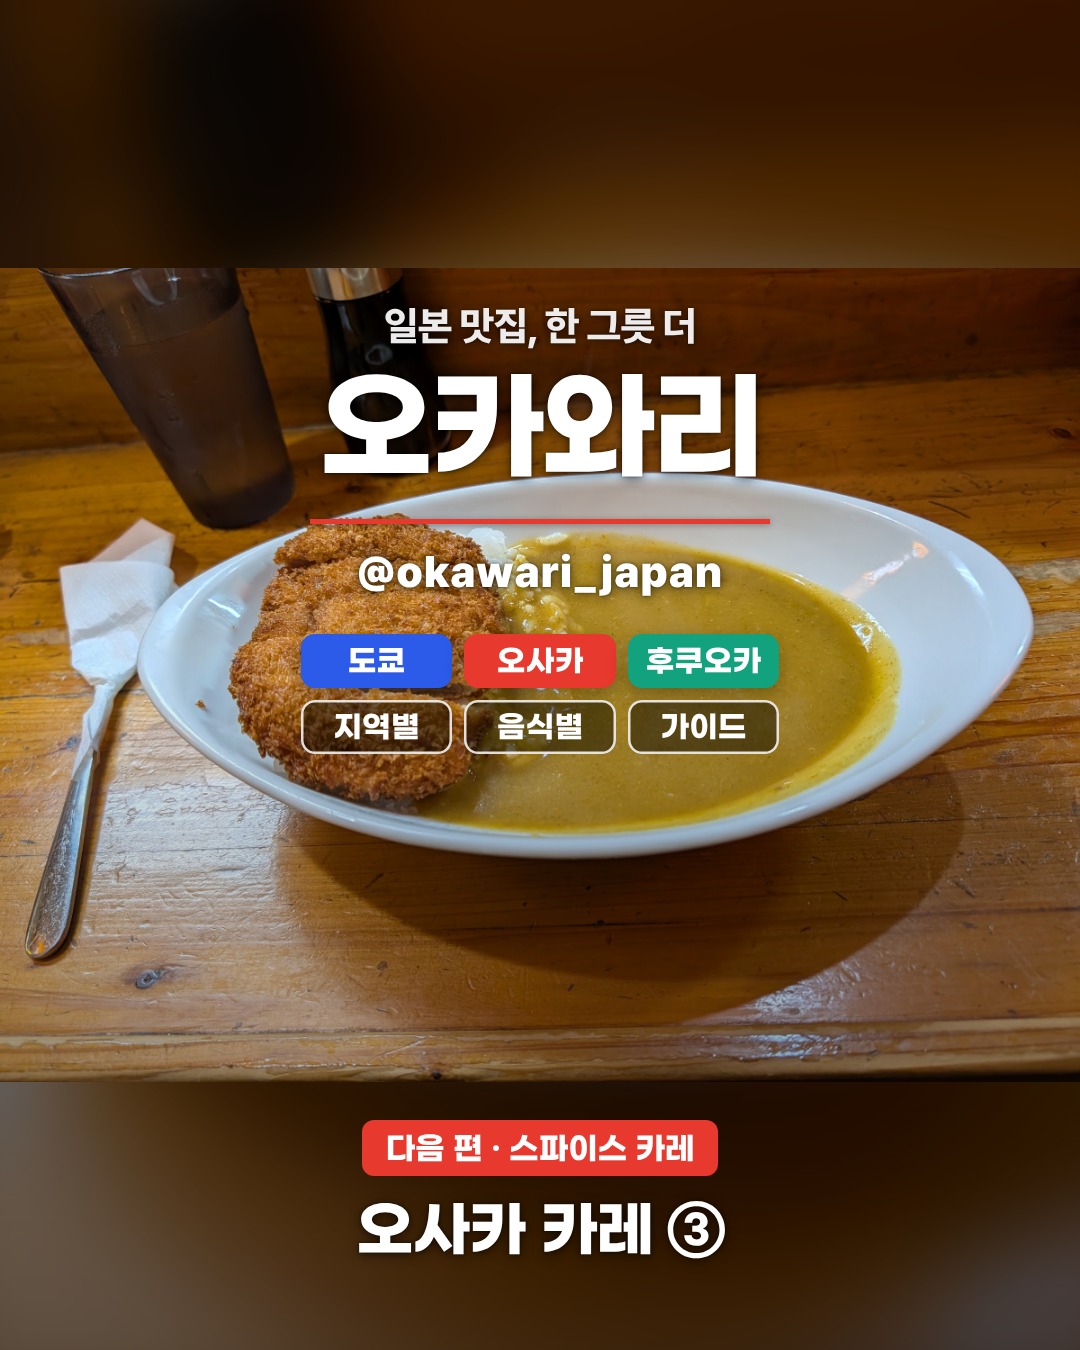 일본 맛집, 한 그릇 더
오카와리
@okawari_japan
도쿄 오사카 후쿠오카
지역별 음식별 가이드
다음 편 · 스파이스 카레
오사카 카레 ③